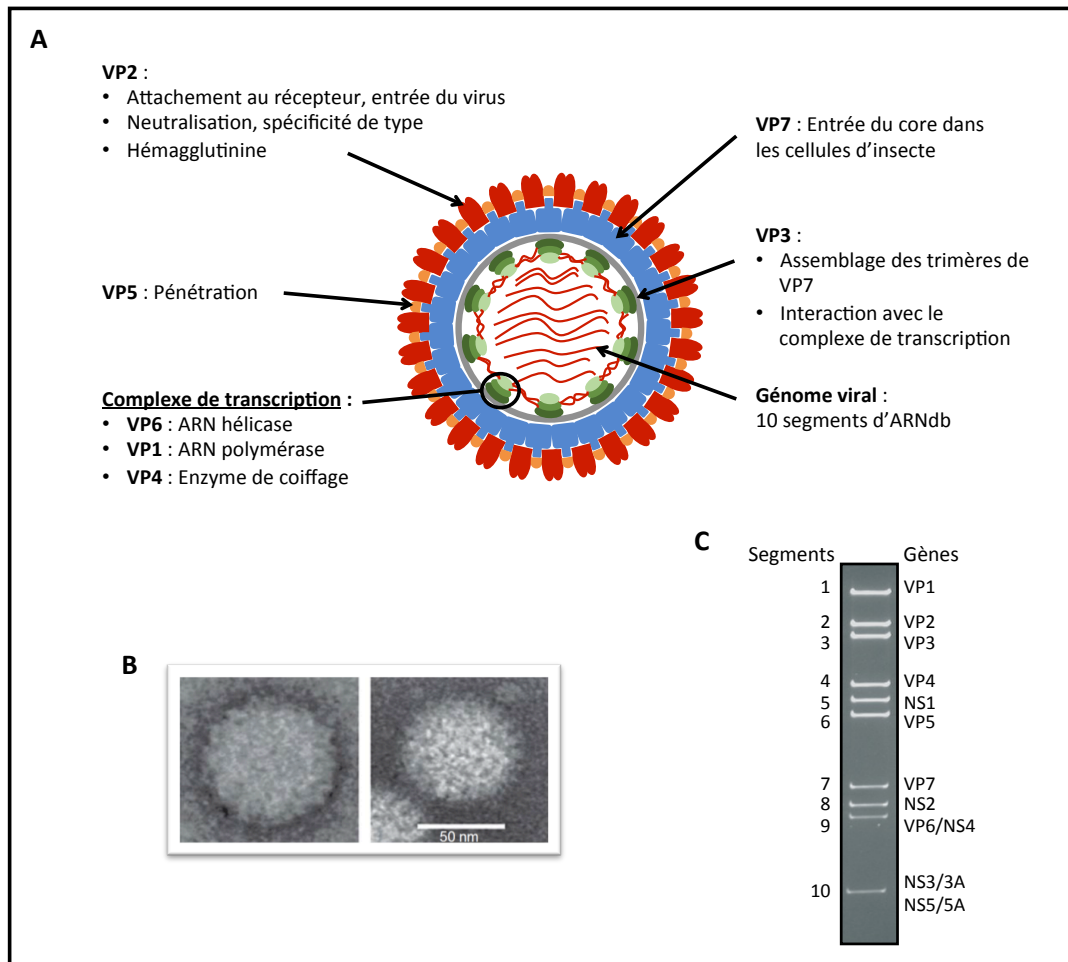 A
VP2 :
• Attachement au récepteur, entrée du virus
• Neutralisation, spécificité de type
• Hémagglutinine
VP7 : Entrée du core dans
les cellules d'insecte
VP3 :
• Assemblage des trimères de
VP7
• Interaction avec le
complexe de transcription
VP5 : Pénétration
Complexe de transcription :
• VP6 : ARN hélicase
• VP1 : ARN polymérase
• VP4 : Enzyme de coiffage
Génome viral :
10 segments d'ARNdb
B
50 nm
C
Segments Gènes
1 VP1
2 VP2
3 VP3
4 VP4
5 NS1
6 VP5
7 VP7
8 NS2
9 VP6/NS4
10 NS3/3A
NS5/5A